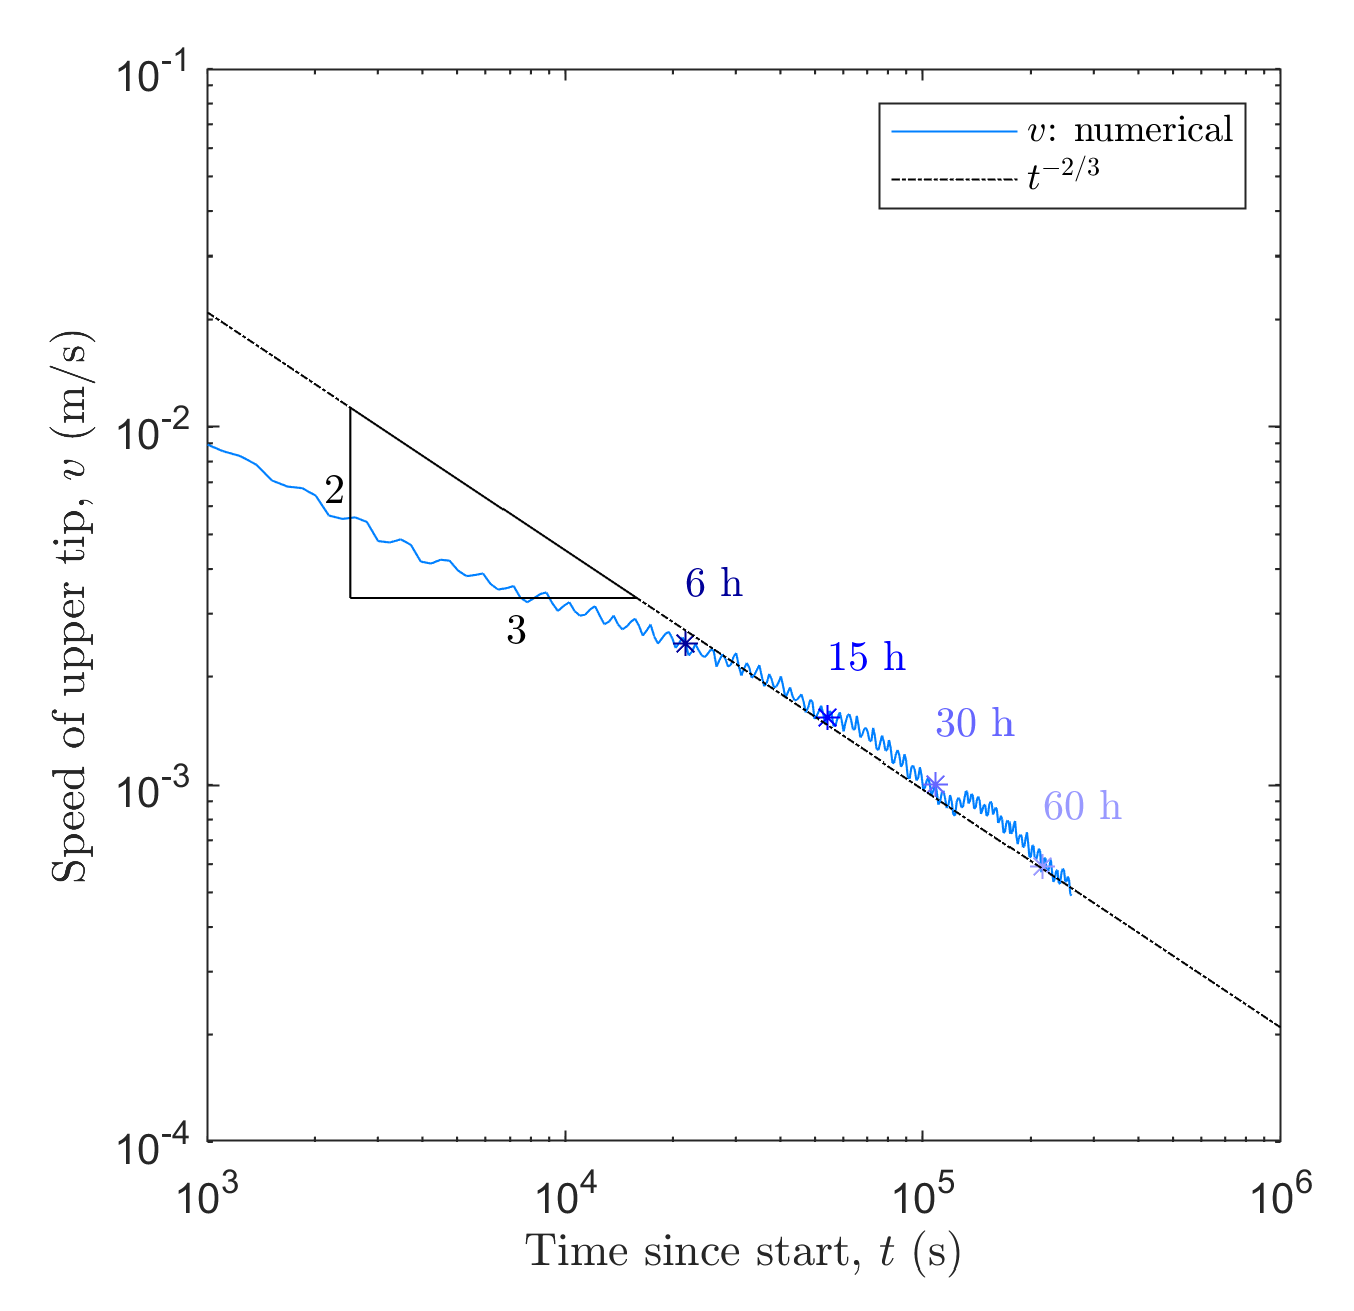 10^-1
v: numerical
t^−2/3
10^-2
2
3
6 h
15 h
30 h
60 h
10^-3
10^-4
10^3
10^4
10^5
10^6
Speed of upper tip, v (m/s)
Time since start, t (s)